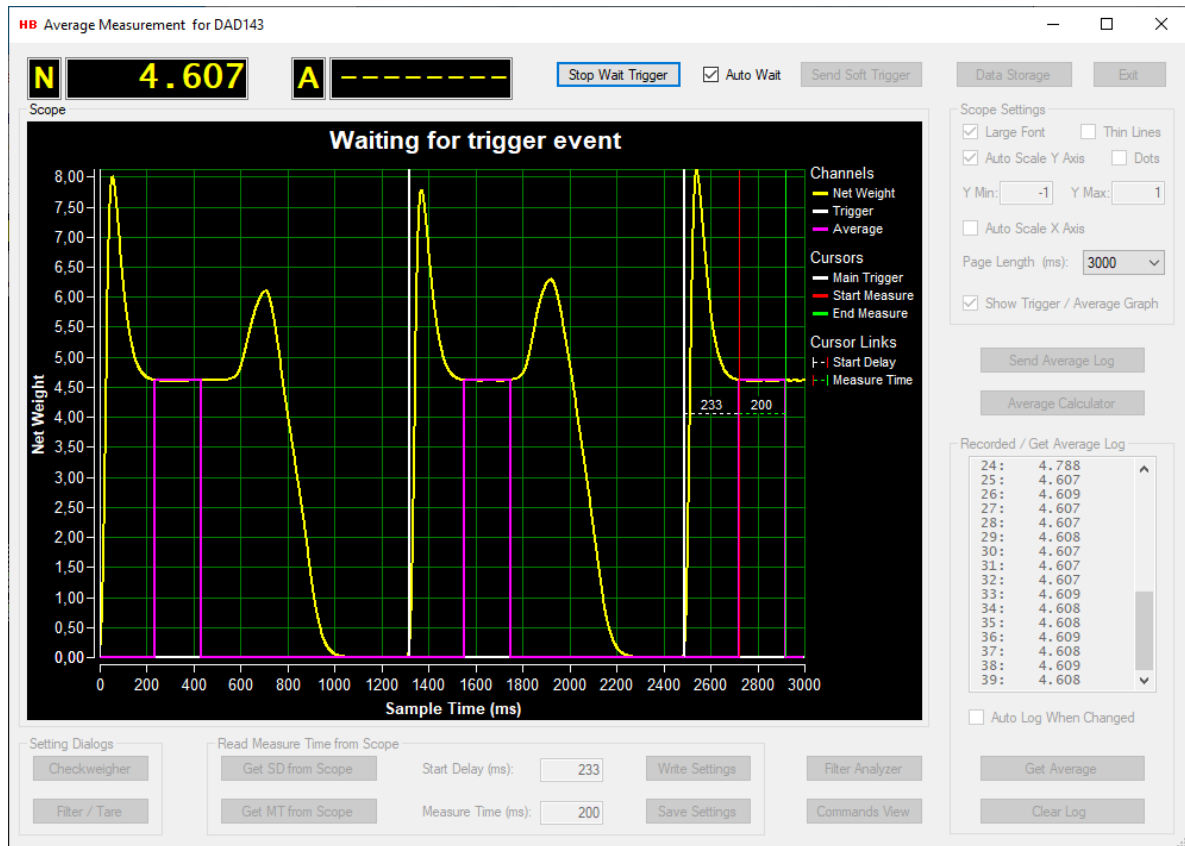 HB Average Measurement for DAD143
N 4.607 A -------- Stop Wait Trigger Auto Wait Send Soft Trigger Data Storage Exit
Scope
Waiting for trigger event
Net Weight
8,00
7,50
7,00
6,50
6,00
5,50
5,00
4,50
4,00
3,50
3,00
2,50
2,00
1,50
1,00
0,50
0,00
0 200 400 600 800 1000 1200 1400 1600 1800 2000 2200 2400 2600 2800 3000
Sample Time (ms)
233 200
Channels
Net Weight
Trigger
Average
Cursors
Main Trigger
Start Measure
End Measure
Cursor Links
Start Delay
Measure Time
Scope Settings
Large Font Thin Lines
Auto Scale Y Axis Dots
Y Min: -1 Y Max: 1
Auto Scale X Axis
Page Length (ms): 3000
Show Trigger / Average Graph
Send Average Log
Average Calculator
Recorded / Get Average Log
24: 4.788
25: 4.607
26: 4.609
27: 4.607
28: 4.607
29: 4.608
30: 4.607
31: 4.607
32: 4.607
33: 4.609
34: 4.608
35: 4.608
36: 4.609
37: 4.608
38: 4.609
39: 4.608
Auto Log When Changed
Get Average
Clear Log
Setting Dialogs
Checkweigher
Filter / Tare
Read Measure Time from Scope
Get SD from Scope Start Delay (ms): 233 Write Settings
Get MT from Scope Measure Time (ms): 200 Save Settings
Filter Analyzer
Commands View